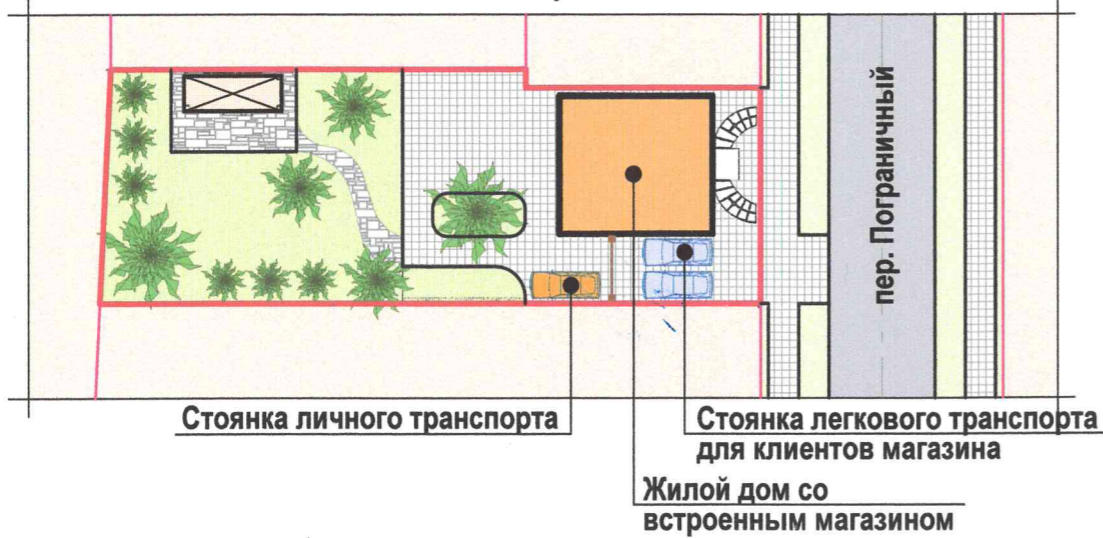 пер. Пограничный
Стоянка личного транспорта
Стоянка легкового транспорта
для клиентов магазина
Жилой дом со
встроенным магазином